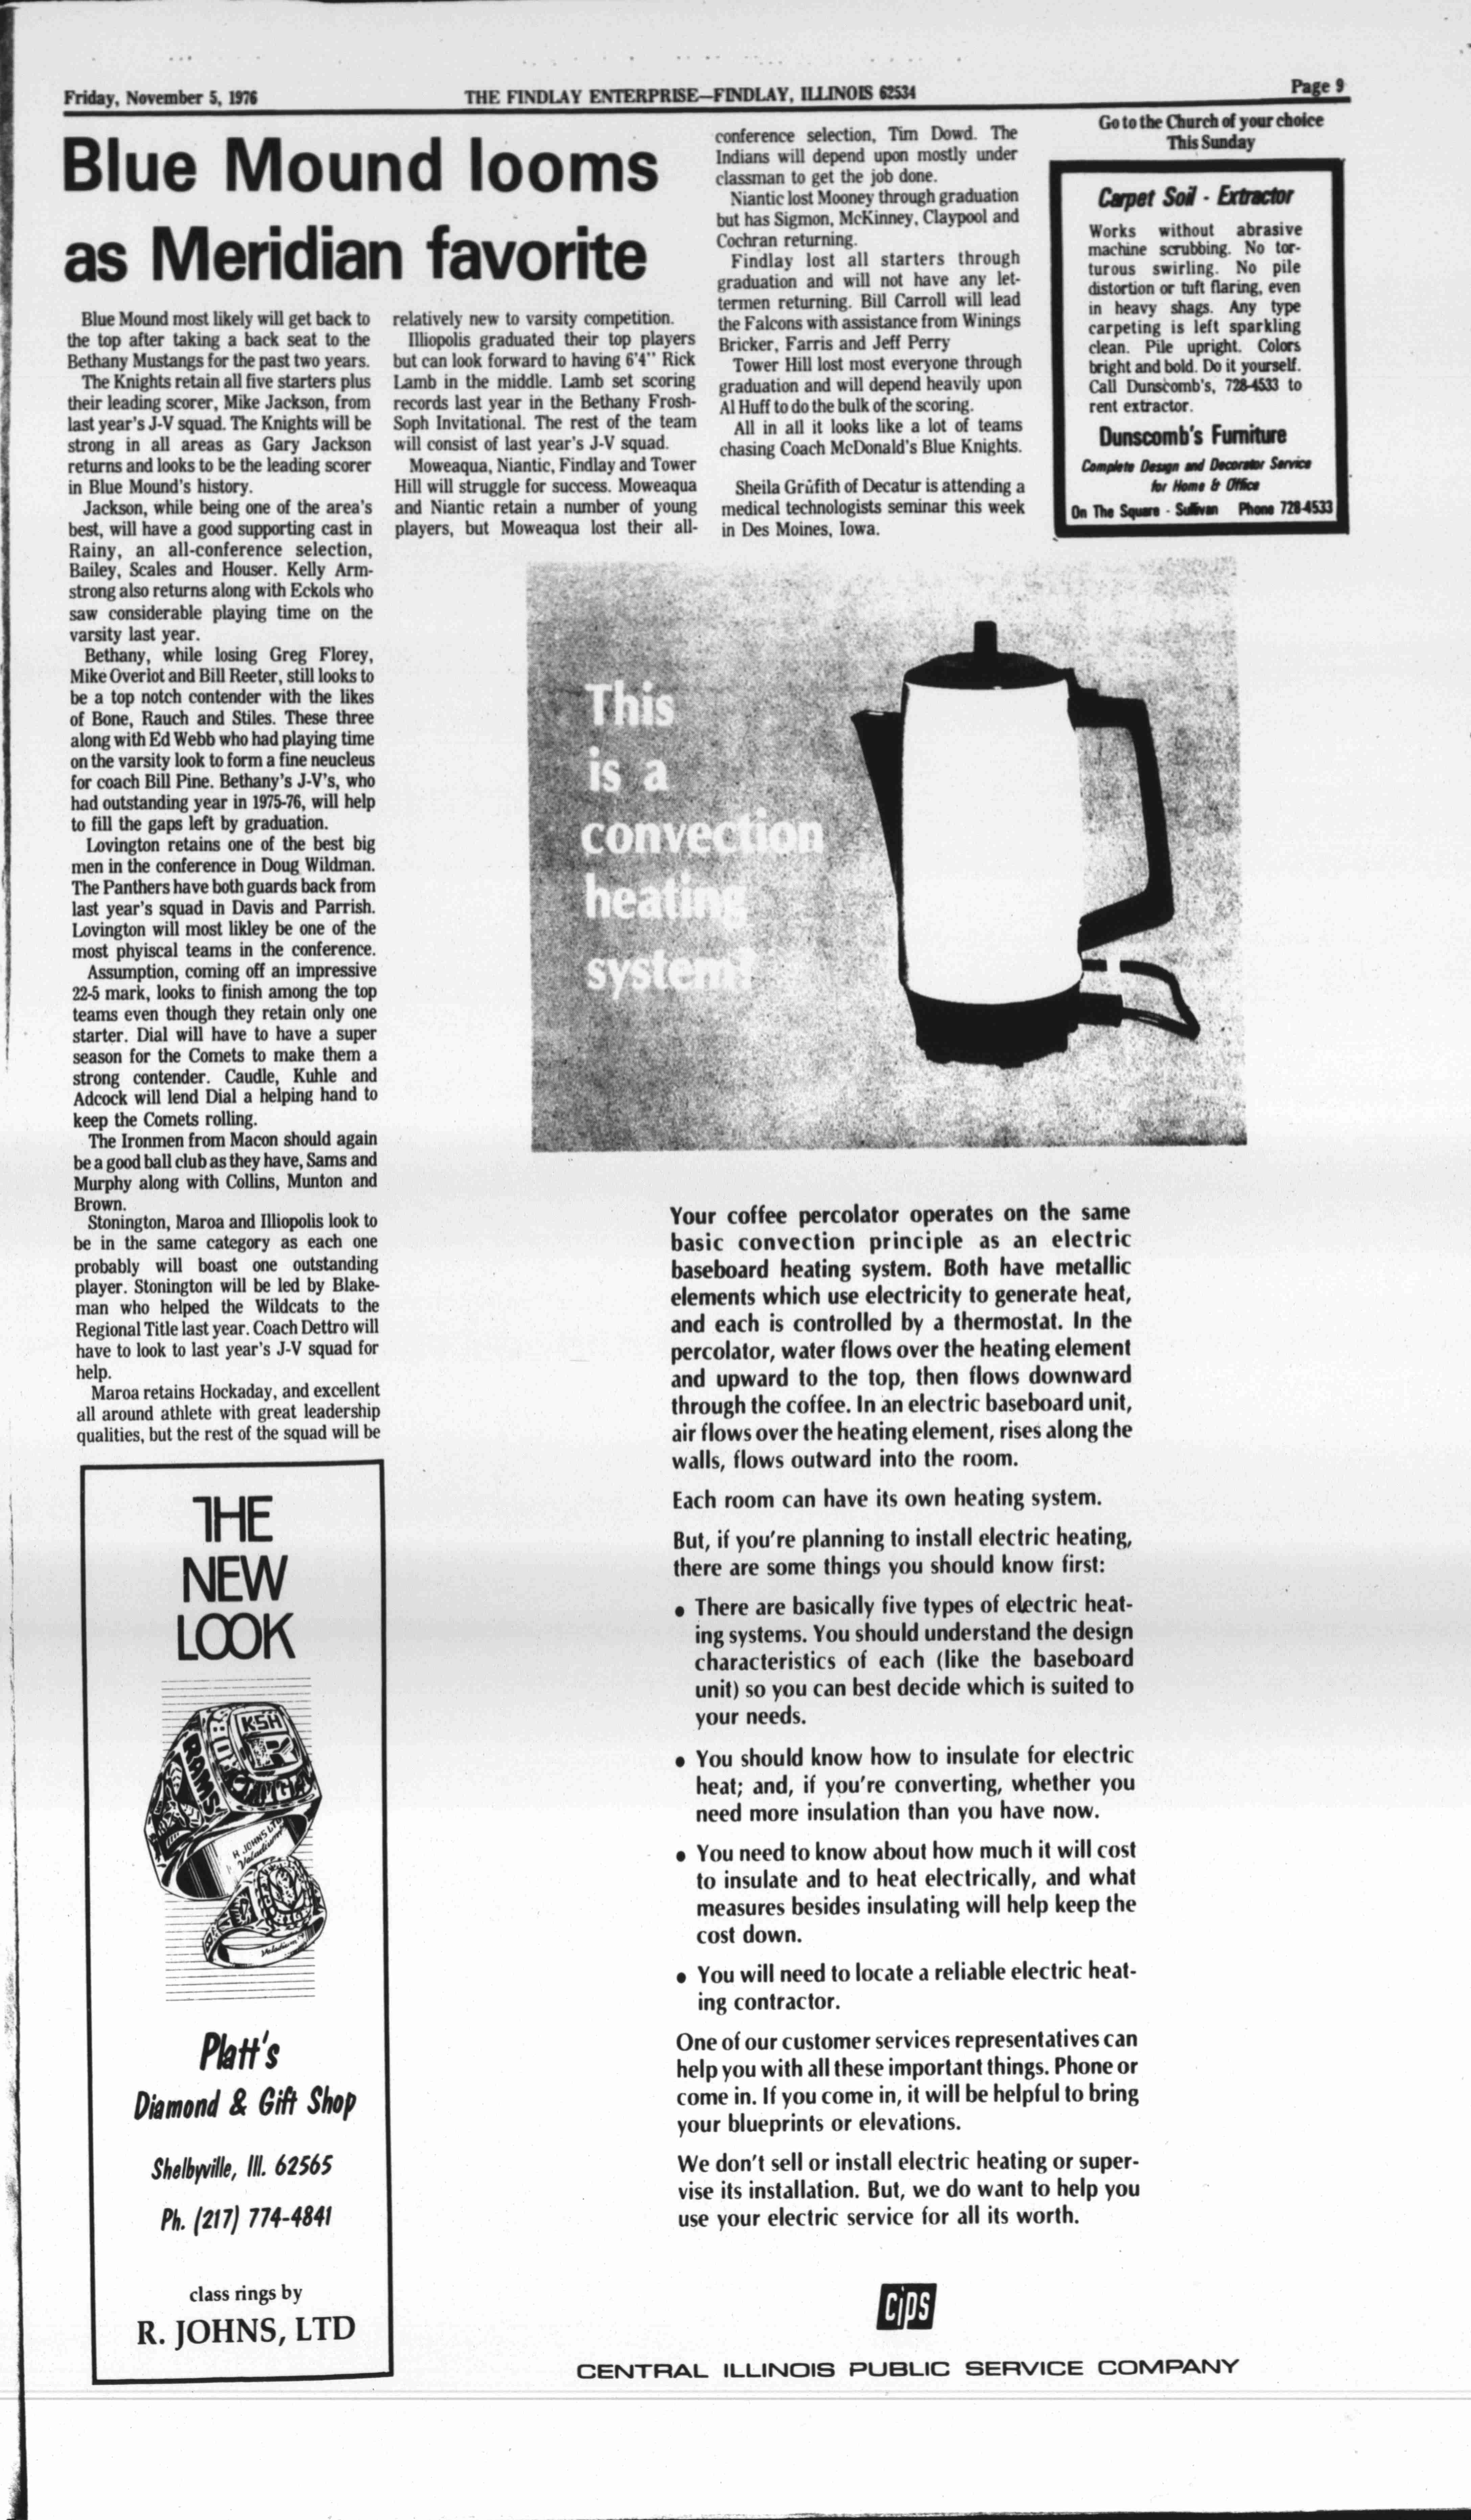 Friday, November 5, 1976
THE FINDLAY ENTERPRISE—FINDLAY, ILLINOIS 62534
Page 9
Blue Mound looms
as Meridian favorite
Blue Mound most likely will get back to
the top after taking a back seat to the
Bethany Mustangs for the past two years.
The Knights retain all five starters plus
their leading scorer, Mike Jackson, from
last year's J-V squad. The Knights will be
strong in all areas as Gary Jackson
returns and looks to be the leading scorer
in Blue Mound's history.
Jackson, while being one of the area's
best, will have a good supporting cast in
Rainy, an all-conference selection,
Bailey, Scales and Houser. Kelly Arm-
strong also returns along with Eckols who
saw considerable playing time on the
varsity last year.
Bethany, while losing Greg Florey,
Mike Overlot and Bill Reeter, still looks to
be a top notch contender with the likes
of Bone, Rauch and Stiles. These three
along with Ed Webb who had playing time
on the varsity look to form a fine neucleus
for coach Bill Pine. Bethany's J-V's, who
had outstanding year in 1975-76, will help
to fill the gaps left by graduation.
Lovington retains one of the best big
men in the conference in Doug Wildman.
The Panthers have both guards back from
last year's squad in Davis and Parrish.
Lovington will most likley be one of the
most phyiscal teams in the conference.
Assumption, coming off an impressive
22-5 mark, looks to finish among the top
teams even though they retain only one
starter. Dial will have to have a super
season for the Comets to make them a
strong contender. Caudle, Kuhle and
Adcock will lend Dial a helping hand to
keep the Comets rolling.
The Ironmen from Macon should again
be a good ball club as they have, Sams and
Murphy along with Collins, Munton and
Brown.
Stonington, Maroa and Illiopolis look to
be in the same category as each one
probably will boast one outstanding
player. Stonington will be led by Blake-
man who helped the Wildcats to the
Regional Title last year. Coach Dettro will
have to look to last year's J-V squad for
help.
Maroa retains Hockaday, and excellent
all around athlete with great leadership
qualities, but the rest of the squad will be
relatively new to varsity competition.
Illiopolis graduated their top players
but can look forward to having 6'4" Rick
Lamb in the middle. Lamb set scoring
records last year in the Bethany Frosh-
Soph Invitational. The rest of the team
will consist of last year's J-V squad.
Moweaqua, Niantic, Findlay and Tower
Hill will struggle for success. Moweaqua
and Niantic retain a number of young
players, but Moweaqua lost their all-
conference selection, Tim Dowd. The
Indians will depend upon mostly under
classman to get the job done.
Niantic lost Mooney through graduation
but has Sigmon, McKinney, Claypool and
Cochran returning.
Findlay lost all starters through
graduation and will not have any let-
termen returning. Bill Carroll will lead
the Falcons with assistance from Winings
Bricker, Farris and Jeff Perry
Tower Hill lost most everyone through
graduation and will depend heavily upon
Al Huff to do the bulk of the scoring.
All in all it looks like a lot of teams
chasing Coach McDonald's Blue Knights.
Sheila Grufith of Decatur is attending a
medical technologists seminar this week
in Des Moines, Iowa.
Go to the Church of your choice
This Sunday
Carpet Soil - Extractor
Works without abrasive
machine scrubbing. No tor-
turous swirling. No pile
distortion or tuft flaring, even
in heavy shags. Any type
carpeting is left sparkling
clean. Pile upright. Colors
bright and bold. Do it yourself.
Call Dunscomb's, 728-4533 to
rent extractor.
Dunscomb's Furniture
Complete Design and Decorator Service
for Home & Office
On The Square - Sullivan Phone 728-4533
This
is a
convection
heating
system?
Your coffee percolator operates on the same
basic convection principle as an electric
baseboard heating system. Both have metallic
elements which use electricity to generate heat,
and each is controlled by a thermostat. In the
percolator, water flows over the heating element
and upward to the top, then flows downward
through the coffee. In an electric baseboard unit,
air flows over the heating element, rises along the
walls, flows outward into the room.
Each room can have its own heating system.
But, if you're planning to install electric heating,
there are some things you should know first:
• There are basically five types of electric heat-
ing systems. You should understand the design
characteristics of each (like the baseboard
unit) so you can best decide which is suited to
your needs.
• You should know how to insulate for electric
heat; and, if you're converting, whether you
need more insulation than you have now.
• You need to know about how much it will cost
to insulate and to heat electrically, and what
measures besides insulating will help keep the
cost down.
• You will need to locate a reliable electric heat-
ing contractor.
One of our customer services representatives can
help you with all these important things. Phone or
come in. If you come in, it will be helpful to bring
your blueprints or elevations.
We don't sell or install electric heating or super-
vise its installation. But, we do want to help you
use your electric service for all its worth.
cips
CENTRAL ILLINOIS PUBLIC SERVICE COMPANY
THE
NEW
LOOK
KSH
RAMS
R JOHNS LTD
Valadium
Valadium
Platt's
Diamond & Gift Shop
Shelbyville, Ill. 62565
Ph. (217) 774-4841
class rings by
R. JOHNS, LTD